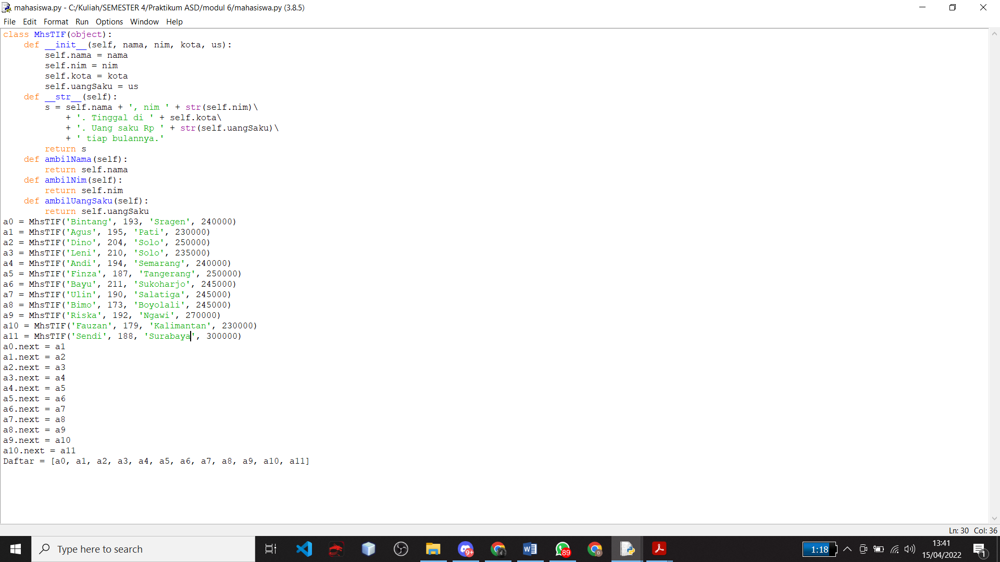 mahasiswa.py - C:/Kuliah/SEMESTER 4/Praktikum ASD/modul 6/mahasiswa.py (3.8.5)
File Edit Format Run Options Window Help
class MhsTIF(object):
    def __init__(self, nama, nim, kota, us):
        self.nama = nama
        self.nim = nim
        self.kota = kota
        self.uangSaku = us
    def __str__(self):
        s = self.nama + ', nim ' + str(self.nim)\
            + '. Tinggal di ' + self.kota\
            + '. Uang saku Rp ' + str(self.uangSaku)\
            + ' tiap bulannya.'
        return s
    def ambilNama(self):
        return self.nama
    def ambilNim(self):
        return self.nim
    def ambilUangSaku(self):
        return self.uangSaku
a0 = MhsTIF('Bintang', 193, 'Sragen', 240000)
a1 = MhsTIF('Agus', 195, 'Pati', 230000)
a2 = MhsTIF('Dino', 204, 'Solo', 250000)
a3 = MhsTIF('Leni', 210, 'Solo', 235000)
a4 = MhsTIF('Andi', 194, 'Semarang', 240000)
a5 = MhsTIF('Finza', 187, 'Tangerang', 250000)
a6 = MhsTIF('Bayu', 211, 'Sukoharjo', 245000)
a7 = MhsTIF('Ulin', 190, 'Salatiga', 245000)
a8 = MhsTIF('Bimo', 173, 'Boyolali', 245000)
a9 = MhsTIF('Riska', 192, 'Ngawi', 270000)
a10 = MhsTIF('Fauzan', 179, 'Kalimantan', 230000)
a11 = MhsTIF('Sendi', 188, 'Surabaya', 300000)
a0.next = a1
a1.next = a2
a2.next = a3
a3.next = a4
a4.next = a5
a5.next = a6
a6.next = a7
a7.next = a8
a8.next = a9
a9.next = a10
a10.next = a11
Daftar = [a0, a1, a2, a3, a4, a5, a6, a7, a8, a9, a10, a11]
Ln: 30 Col: 36
Type here to search
9+
89
D
1:18
13:41
15/04/2022
1